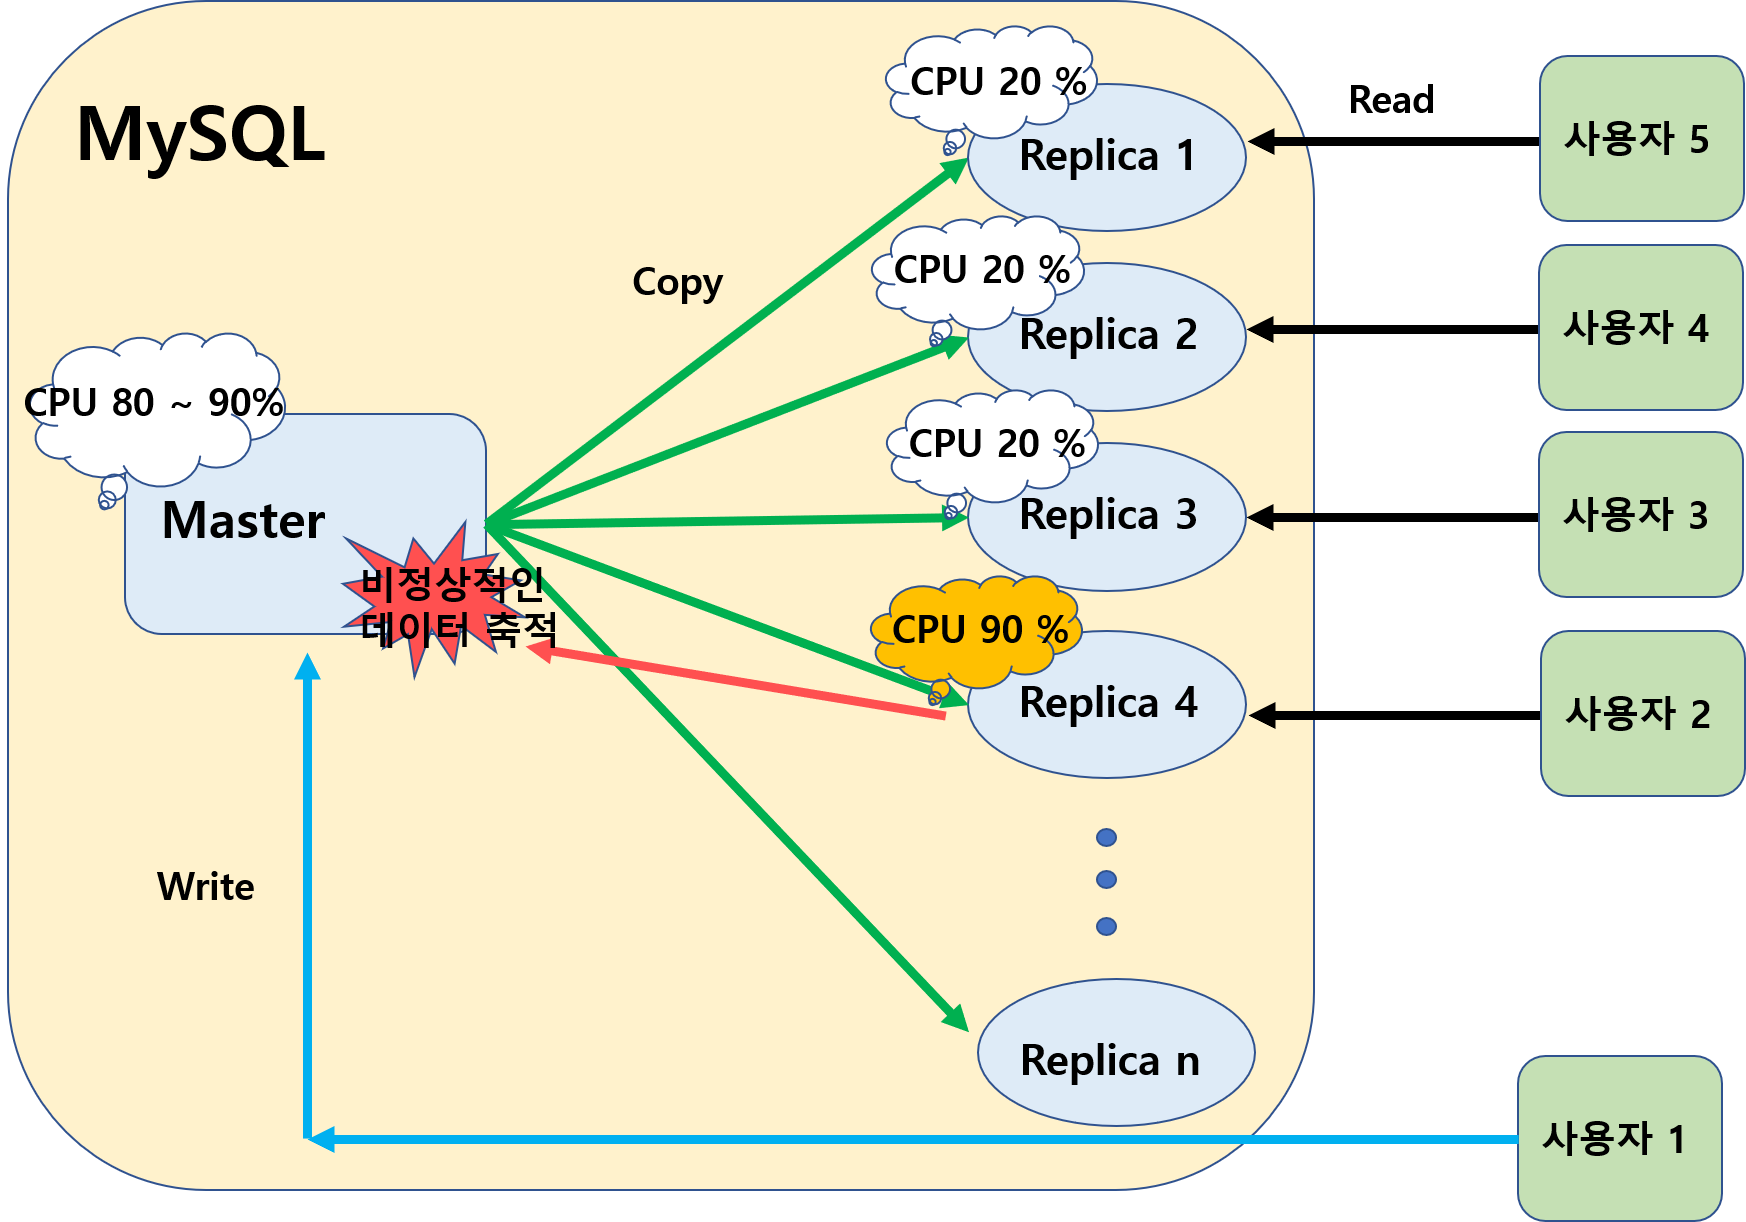 MySQL
CPU 20 %
Replica 1
Read
사용자 5
CPU 20 %
Replica 2
Copy
사용자 4
CPU 80 ~ 90%
CPU 20 %
Replica 3
사용자 3
Master
비정상적인
데이터 축적
CPU 90 %
Replica 4
사용자 2
Write
Replica n
사용자 1